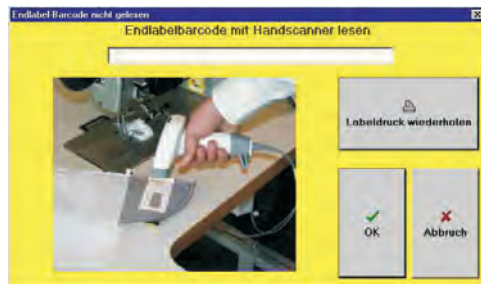 Endlabel-Barcode nicht gelesen
Endlabelbarcode mit Handscanner lesen
Labeldruck wiederholen
OK
Abbruch